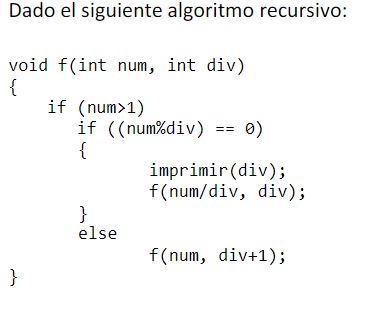 Dado el siguiente algoritmo recursivo:
void f(int num, int div)
{
    if (num>1)
       if ((num%div) == 0)
       {
              imprimir(div);
              f(num/div, div);
       }
       else
              f(num, div+1);
}